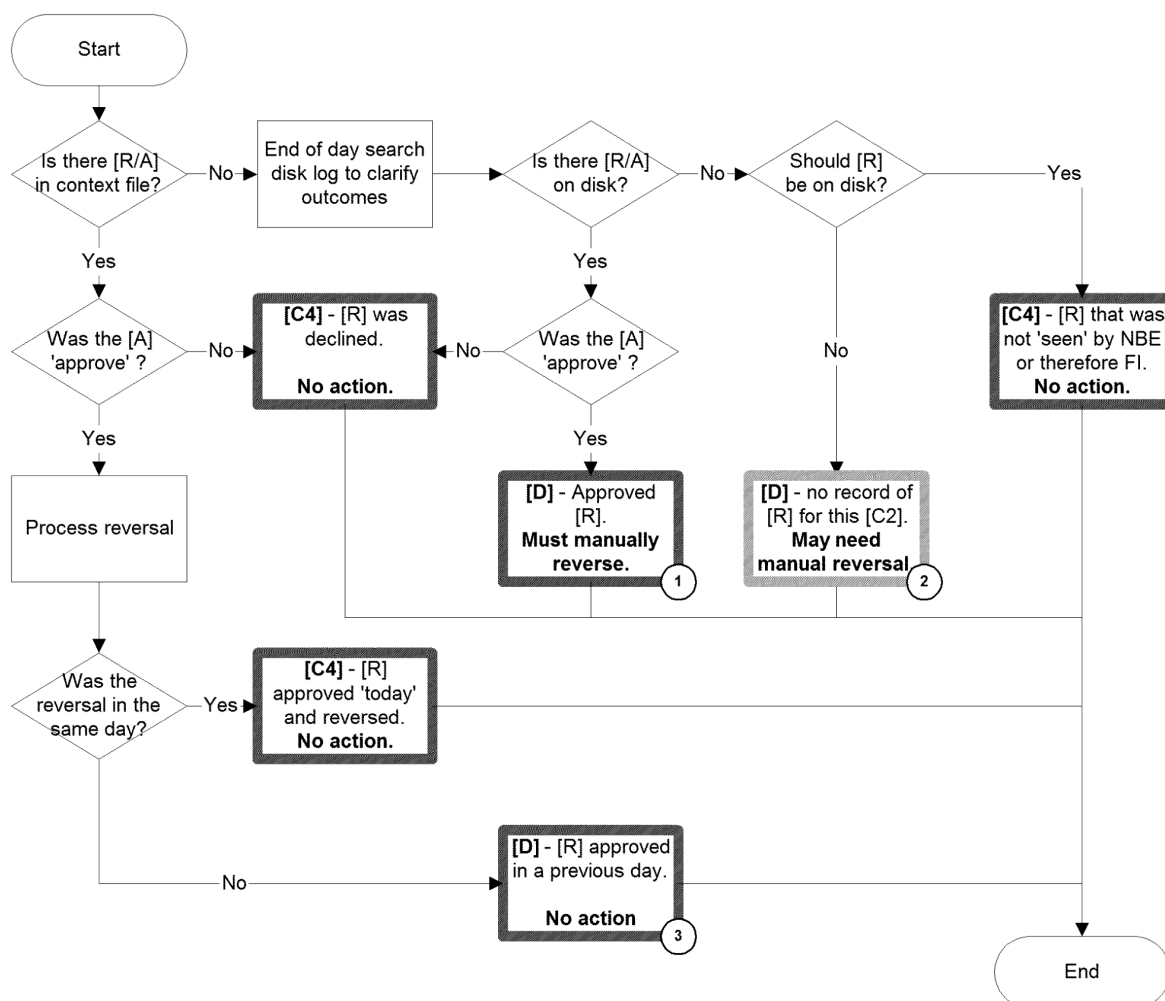 Start
Is there [R/A]
in context file?
No
End of day search
disk log to clarify
outcomes
Is there [R/A]
on disk?
No
Should [R]
be on disk?
Yes
Yes
Yes
Was the [A]
'approve' ?
No
[C4] - [R] was
declined.
No action.
No
Was the [A]
'approve' ?
No
[C4] - [R] that was
not 'seen' by NBE
or therefore FI.
No action.
Yes
Yes
Process reversal
[D] - Approved
[R].
Must manually
reverse.
1
[D] - no record of
[R] for this [C2].
May need
manual reversal
2
Was the
reversal in the
same day?
Yes
[C4] - [R]
approved 'today'
and reversed.
No action.
No
[D] - [R] approved
in a previous day.
No action
3
End